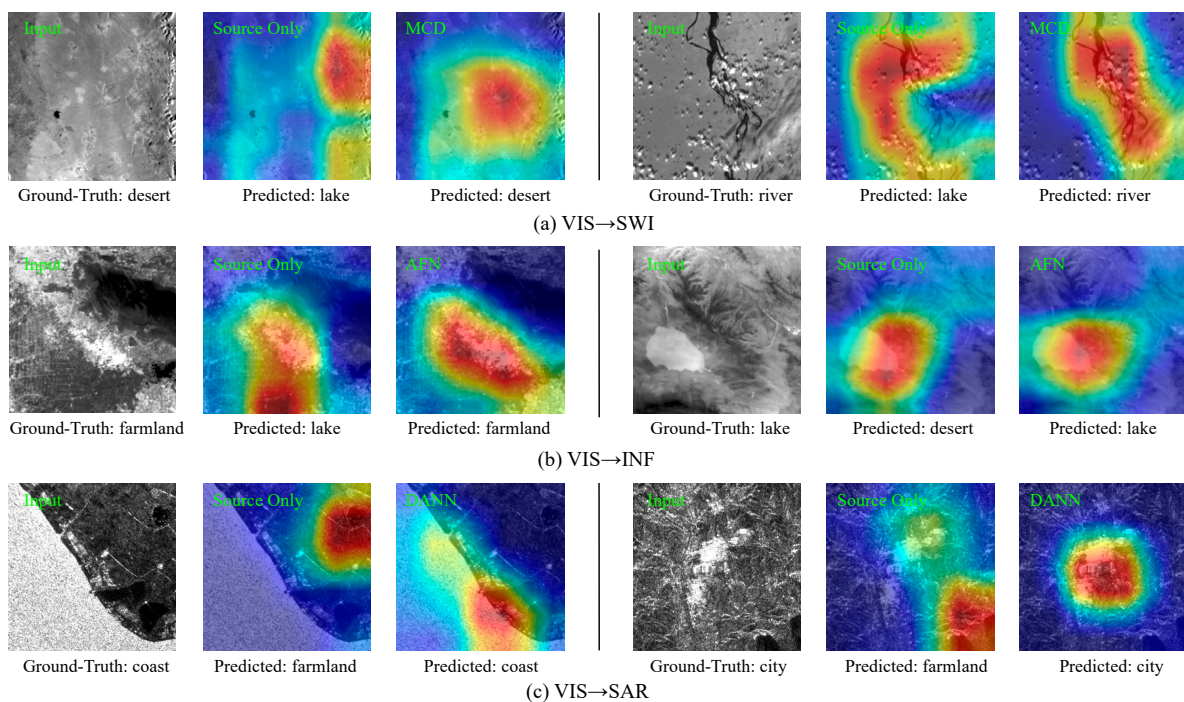 Input Source Only MCD Input Source Only MCD
Ground-Truth: desert Predicted: lake Predicted: desert Ground-Truth: river Predicted: lake Predicted: river
(a) VIS→SWI
Input Source Only AFN Input Source Only AFN
Ground-Truth: farmland Predicted: lake Predicted: farmland Ground-Truth: lake Predicted: desert Predicted: lake
(b) VIS→INF
Input Source Only DANN Input Source Only DANN
Ground-Truth: coast Predicted: farmland Predicted: coast Ground-Truth: city Predicted: farmland Predicted: city
(c) VIS→SAR